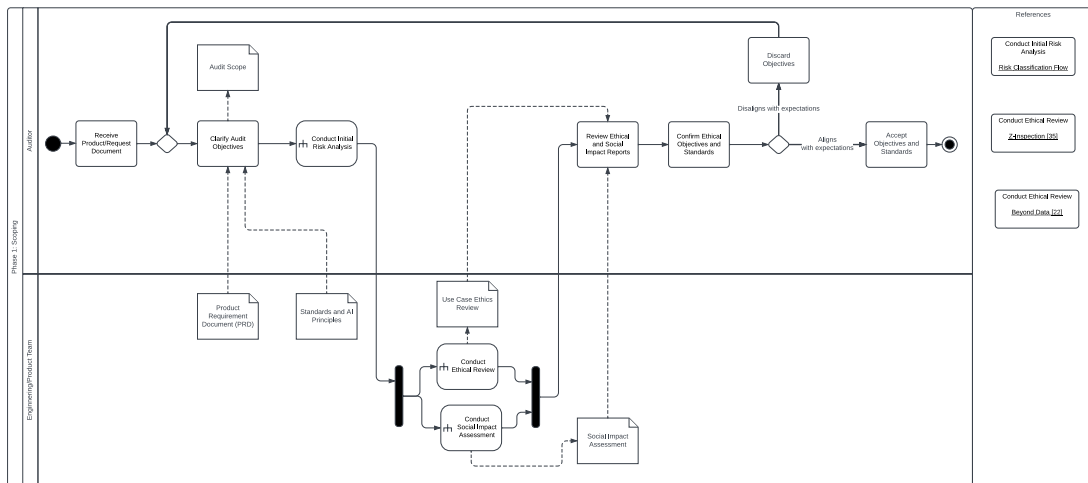 References
Phase 1: Scoping
Auditor
Audit Scope
Discard
Objectives
Conduct Initial Risk
Analysis
Risk Classification Flow
Disaligns with expectations
Receive
Product/Request
Document
Clarify Audit
Objectives
Conduct Initial
Risk Analysis
Review Ethical
and Social
Impact Reports
Confirm Ethical
Objectives and
Standards
Aligns
with expectations
Accept
Objectives and
Standards
Conduct Ethical Review
Z-Inspection [35]
Conduct Ethical Review
Beyond Data [22]
Enginnering/Product Team
Product
Requirement
Document (PRD)
Standards and AI
Principles
Use Case Ethics
Review
Conduct
Ethical Review
Conduct
Social Impact
Assessment
Social Impact
Assessment